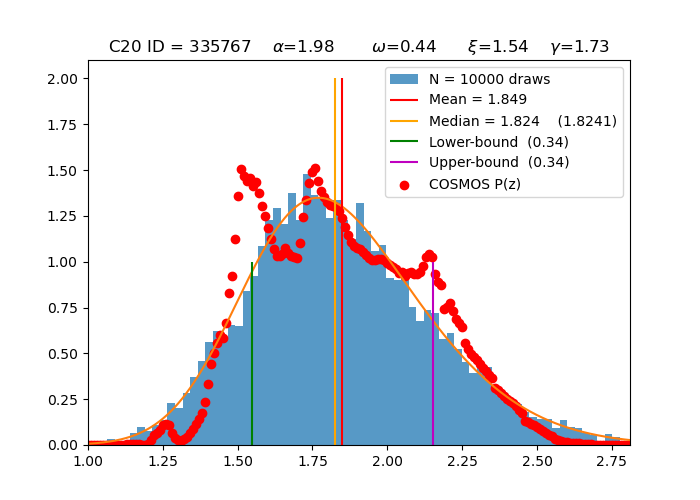 C20 ID = 335767 α=1.98 ω=0.44 ξ=1.54 γ=1.73
N = 10000 draws
Mean = 1.849
Median = 1.824 (1.8241)
Lower-bound (0.34)
Upper-bound (0.34)
COSMOS P(z)
2.00
1.75
1.50
1.25
1.00
0.75
0.50
0.25
0.00
1.00 1.25 1.50 1.75 2.00 2.25 2.50 2.75